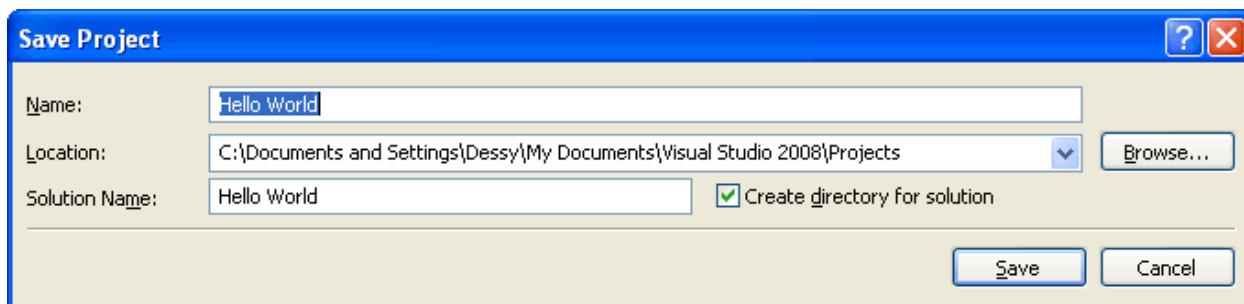 Save Project
Name: Hello World
Location: C:\Documents and Settings\Dessy\My Documents\Visual Studio 2008\Projects Browse...
Solution Name: Hello World Create directory for solution
Save Cancel